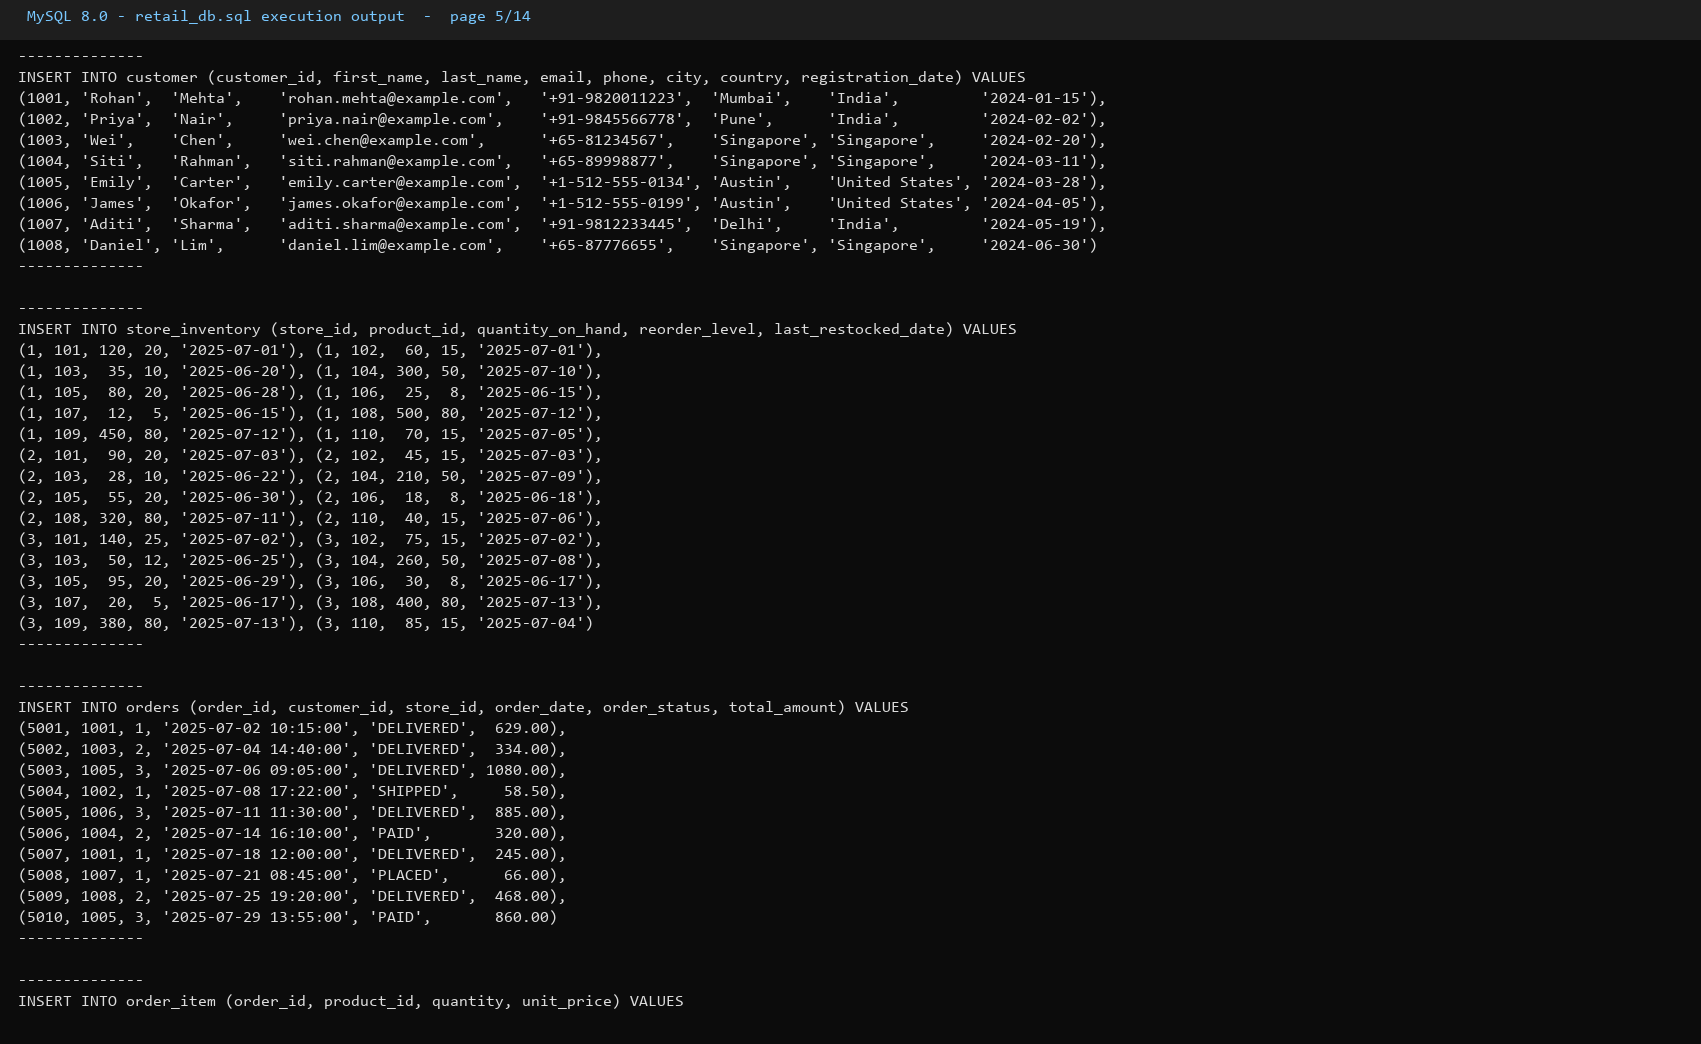 MySQL 8.0 - retail_db.sql execution output  -  page 5/14
--------------
INSERT INTO customer (customer_id, first_name, last_name, email, phone, city, country, registration_date) VALUES
(1001, 'Rohan',  'Mehta',    'rohan.mehta@example.com',   '+91-9820011223',  'Mumbai',    'India',         '2024-01-15'),
(1002, 'Priya',  'Nair',     'priya.nair@example.com',    '+91-9845566778',  'Pune',      'India',         '2024-02-02'),
(1003, 'Wei',    'Chen',     'wei.chen@example.com',      '+65-81234567',    'Singapore', 'Singapore',     '2024-02-20'),
(1004, 'Siti',   'Rahman',   'siti.rahman@example.com',   '+65-89998877',    'Singapore', 'Singapore',     '2024-03-11'),
(1005, 'Emily',  'Carter',   'emily.carter@example.com',  '+1-512-555-0134', 'Austin',    'United States', '2024-03-28'),
(1006, 'James',  'Okafor',   'james.okafor@example.com',  '+1-512-555-0199', 'Austin',    'United States', '2024-04-05'),
(1007, 'Aditi',  'Sharma',   'aditi.sharma@example.com',  '+91-9812233445',  'Delhi',     'India',         '2024-05-19'),
(1008, 'Daniel', 'Lim',      'daniel.lim@example.com',    '+65-87776655',    'Singapore', 'Singapore',     '2024-06-30')
--------------
--------------
INSERT INTO store_inventory (store_id, product_id, quantity_on_hand, reorder_level, last_restocked_date) VALUES
(1, 101, 120, 20, '2025-07-01'), (1, 102,  60, 15, '2025-07-01'),
(1, 103,  35, 10, '2025-06-20'), (1, 104, 300, 50, '2025-07-10'),
(1, 105,  80, 20, '2025-06-28'), (1, 106,  25,  8, '2025-06-15'),
(1, 107,  12,  5, '2025-06-15'), (1, 108, 500, 80, '2025-07-12'),
(1, 109, 450, 80, '2025-07-12'), (1, 110,  70, 15, '2025-07-05'),
(2, 101,  90, 20, '2025-07-03'), (2, 102,  45, 15, '2025-07-03'),
(2, 103,  28, 10, '2025-06-22'), (2, 104, 210, 50, '2025-07-09'),
(2, 105,  55, 20, '2025-06-30'), (2, 106,  18,  8, '2025-06-18'),
(2, 108, 320, 80, '2025-07-11'), (2, 110,  40, 15, '2025-07-06'),
(3, 101, 140, 25, '2025-07-02'), (3, 102,  75, 15, '2025-07-02'),
(3, 103,  50, 12, '2025-06-25'), (3, 104, 260, 50, '2025-07-08'),
(3, 105,  95, 20, '2025-06-29'), (3, 106,  30,  8, '2025-06-17'),
(3, 107,  20,  5, '2025-06-17'), (3, 108, 400, 80, '2025-07-13'),
(3, 109, 380, 80, '2025-07-13'), (3, 110,  85, 15, '2025-07-04')
--------------
--------------
INSERT INTO orders (order_id, customer_id, store_id, order_date, order_status, total_amount) VALUES
(5001, 1001, 1, '2025-07-02 10:15:00', 'DELIVERED',  629.00),
(5002, 1003, 2, '2025-07-04 14:40:00', 'DELIVERED',  334.00),
(5003, 1005, 3, '2025-07-06 09:05:00', 'DELIVERED', 1080.00),
(5004, 1002, 1, '2025-07-08 17:22:00', 'SHIPPED',     58.50),
(5005, 1006, 3, '2025-07-11 11:30:00', 'DELIVERED',  885.00),
(5006, 1004, 2, '2025-07-14 16:10:00', 'PAID',       320.00),
(5007, 1001, 1, '2025-07-18 12:00:00', 'DELIVERED',  245.00),
(5008, 1007, 1, '2025-07-21 08:45:00', 'PLACED',      66.00),
(5009, 1008, 2, '2025-07-25 19:20:00', 'DELIVERED',  468.00),
(5010, 1005, 3, '2025-07-29 13:55:00', 'PAID',       860.00)
--------------
--------------
INSERT INTO order_item (order_id, product_id, quantity, unit_price) VALUES